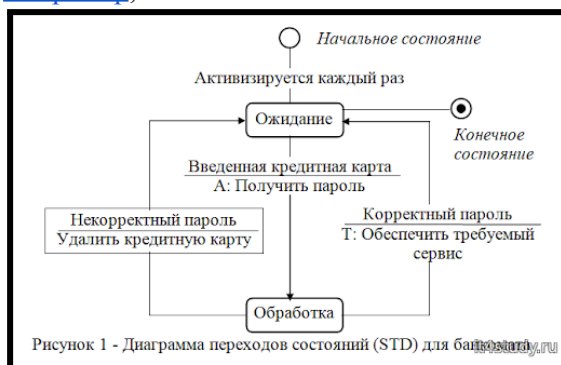 Начальное состояние
Активизируется каждый раз
Ожидание
Конечное
состояние
Введенная кредитная карта
А: Получить пароль
Некорректный пароль
Удалить кредитную карту
Корректный пароль
Т: Обеспечить требуемый
сервис
Обработка
Рисунок 1 - Диаграмма переходов состояний (STD) для